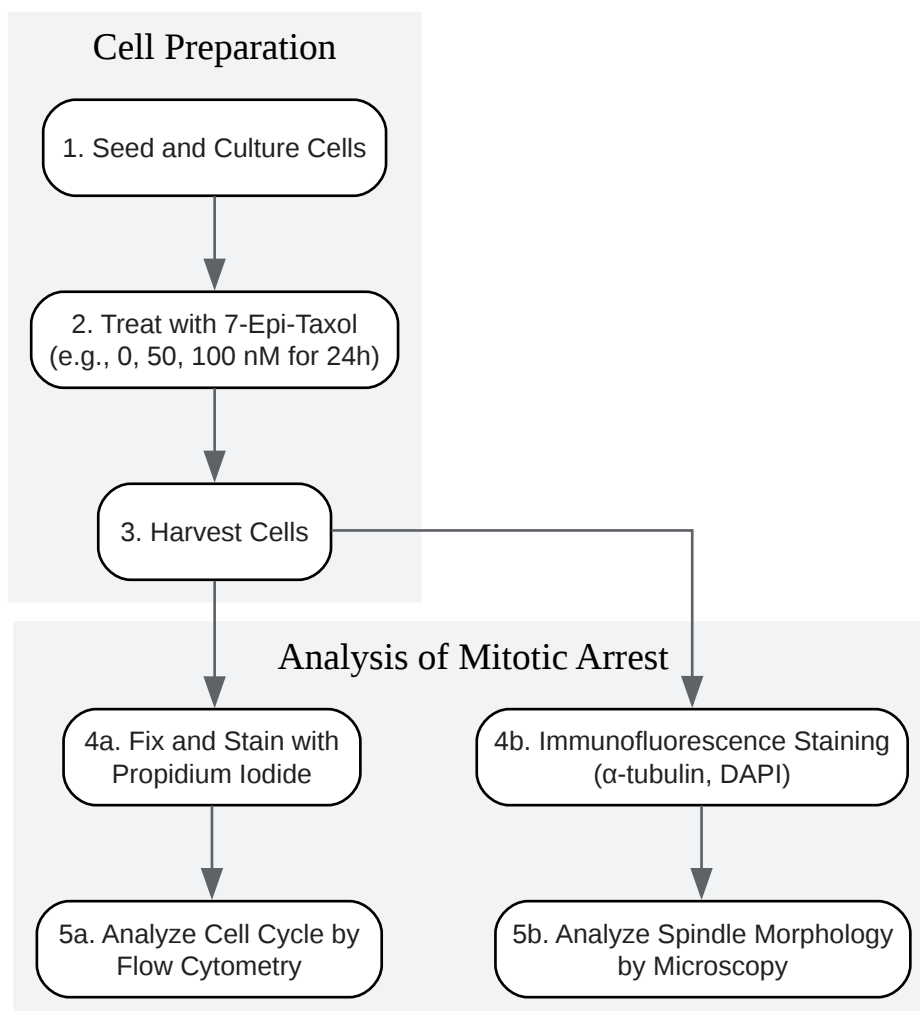 Cell Preparation
1. Seed and Culture Cells
2. Treat with 7-Epi-Taxol
(e.g., 0, 50, 100 nM for 24h)
3. Harvest Cells
Analysis of Mitotic Arrest
4a. Fix and Stain with
Propidium Iodide
4b. Immunofluorescence Staining
(α-tubulin, DAPI)
5a. Analyze Cell Cycle by
Flow Cytometry
5b. Analyze Spindle Morphology
by Microscopy